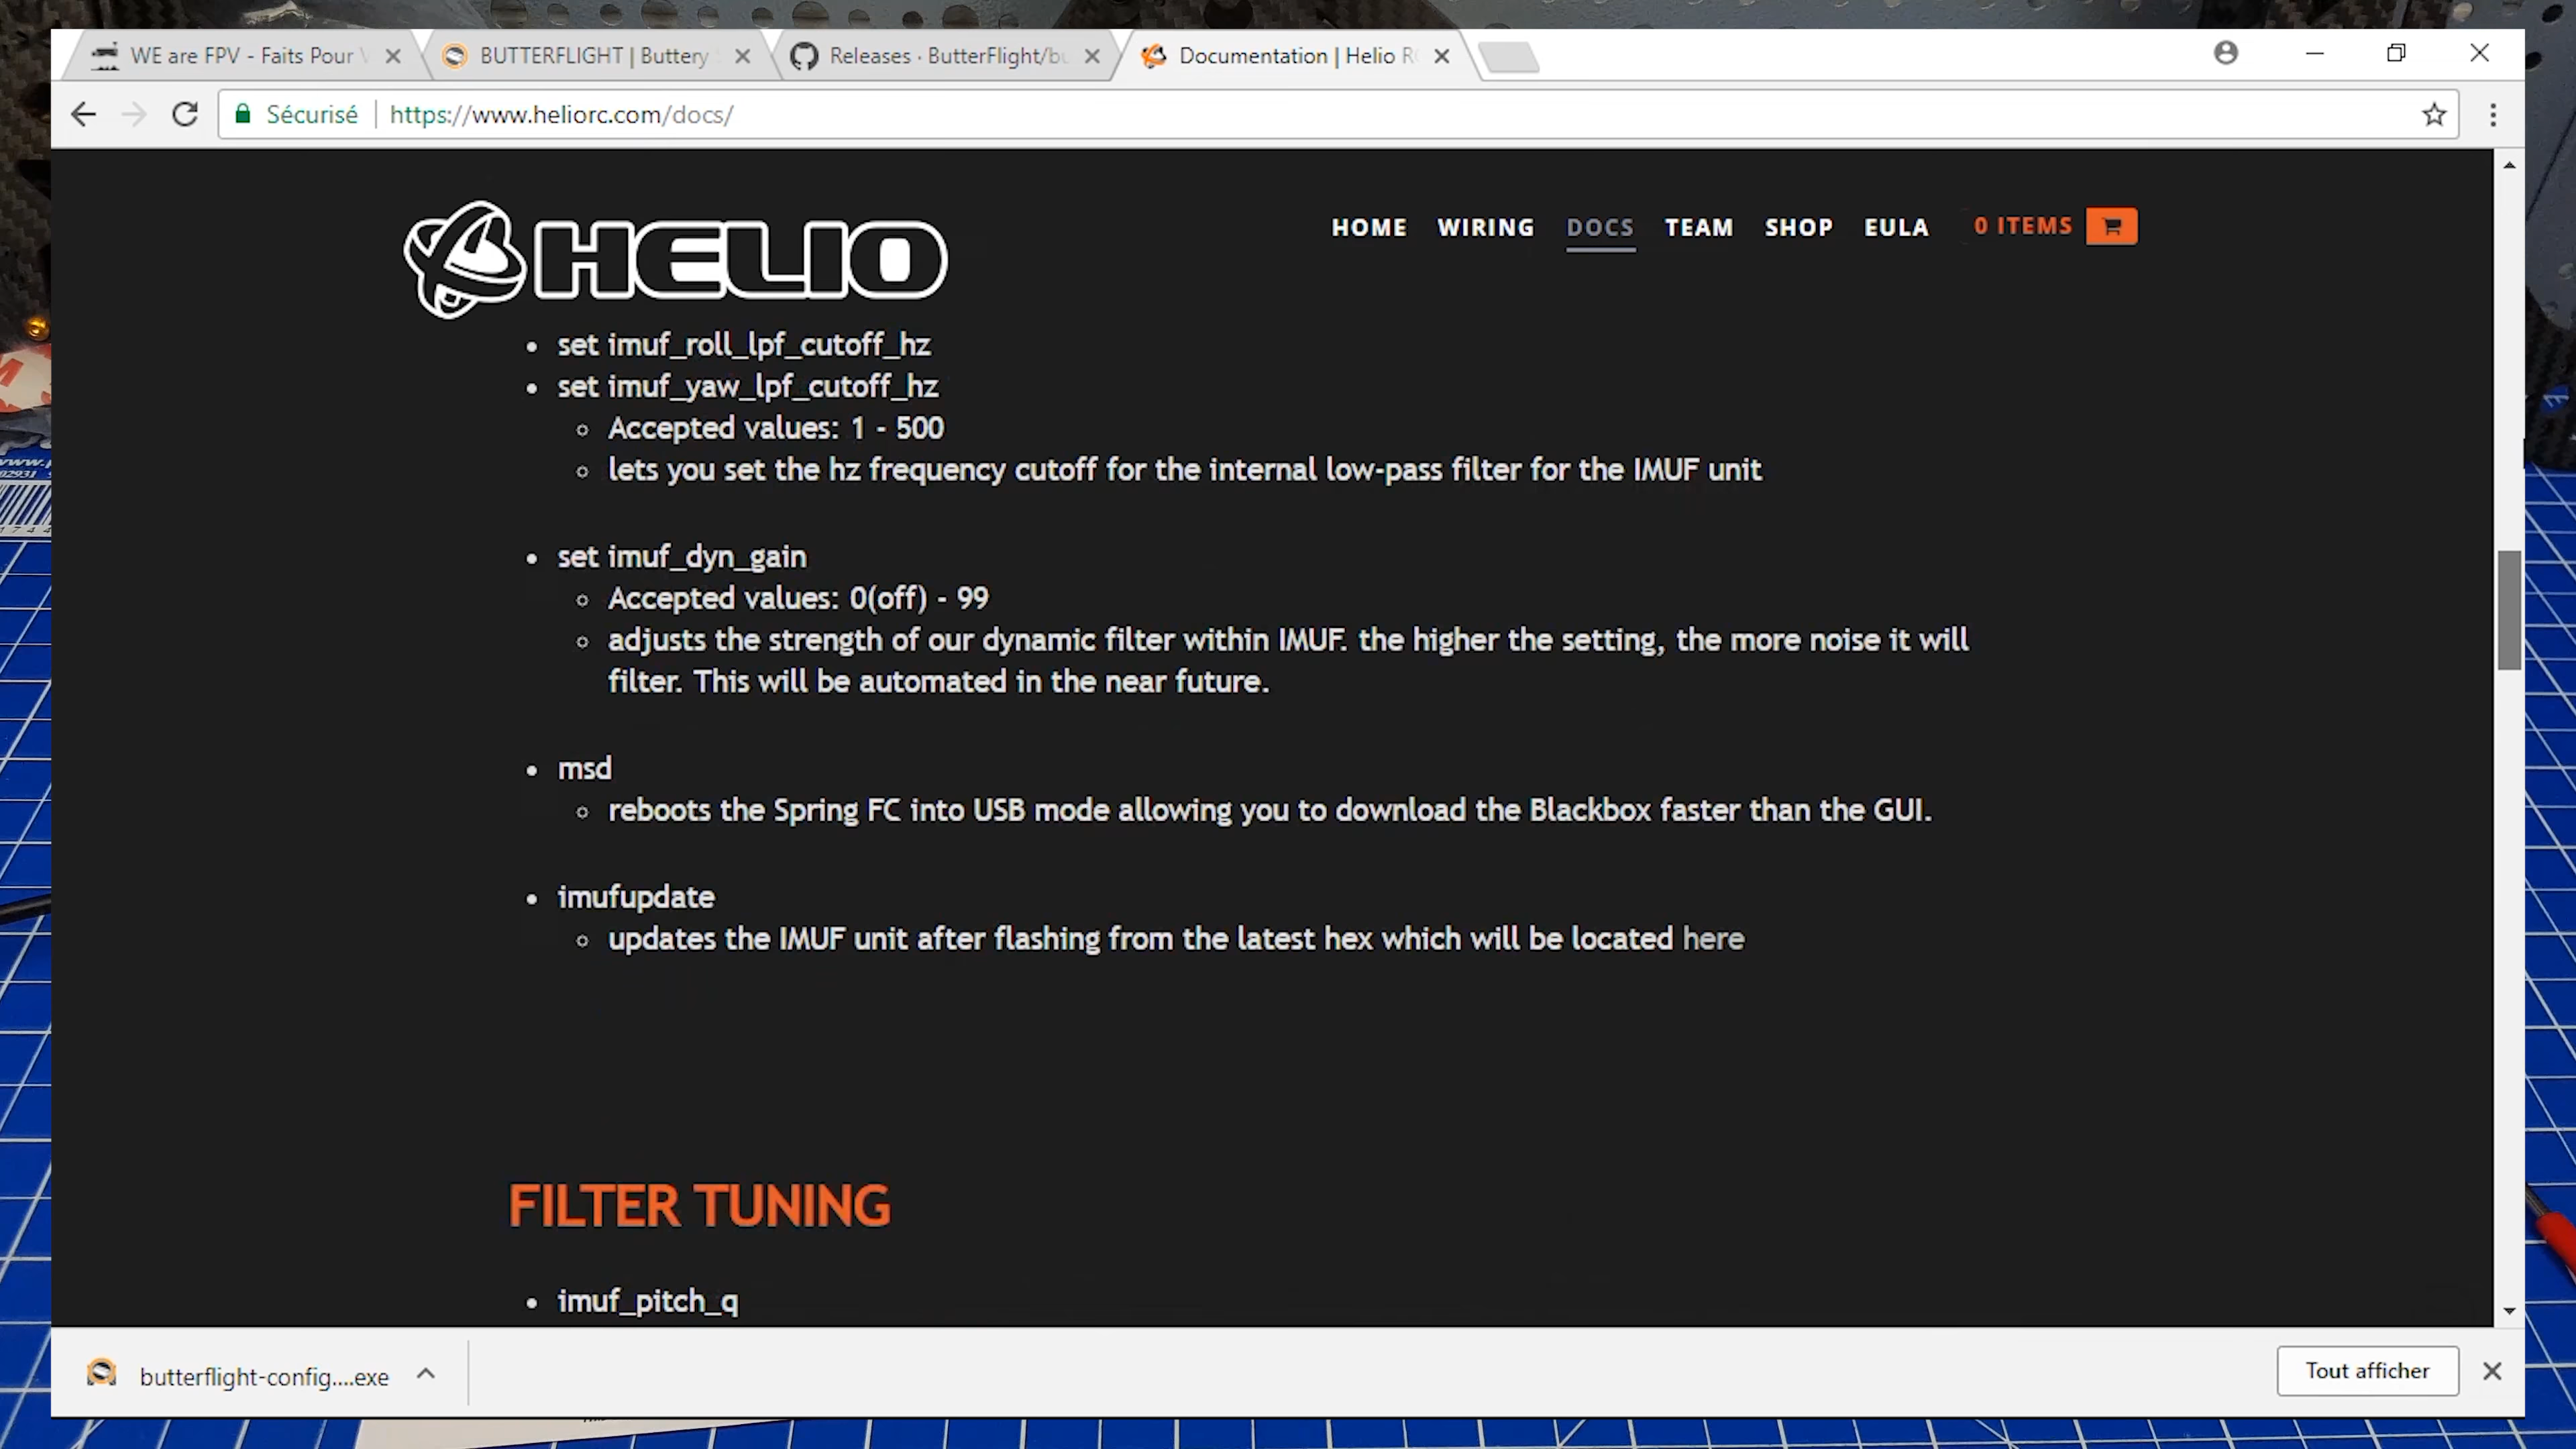 WE are FPV - Faits Pour
BUTTERFLIGHT | Buttery
Releases · ButterFlight/bu
Documentation | Helio RC
Sécurisé
https://www.heliorc.com/docs/
HELIO
HOME WIRING DOCS TEAM SHOP EULA 0 ITEMS
• set imuf_roll_lpf_cutoff_hz
• set imuf_yaw_lpf_cutoff_hz
Accepted values: 1 - 500
lets you set the hz frequency cutoff for the internal low-pass filter for the IMUF unit
• set imuf_dyn_gain
Accepted values: 0(off) - 99
adjusts the strength of our dynamic filter within IMUF. the higher the setting, the more noise it will
filter. This will be automated in the near future.
• msd
reboots the Spring FC into USB mode allowing you to download the Blackbox faster than the GUI.
• imufupdate
updates the IMUF unit after flashing from the latest hex which will be located here
FILTER TUNING
• imuf_pitch_q
butterflight-config....exe
Tout afficher